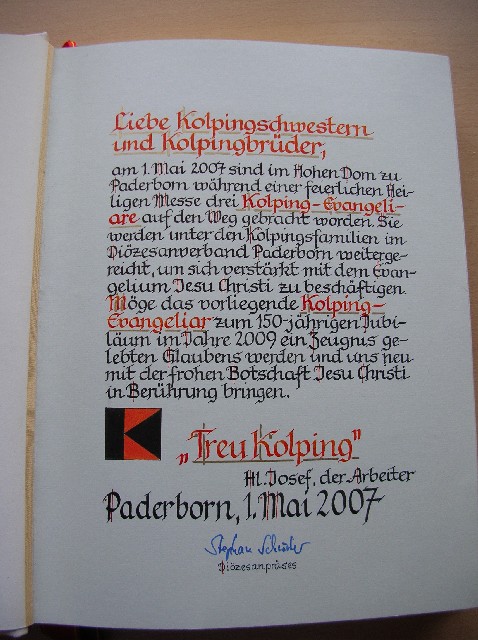 Liebe Kolpingschwestern
und Kolpingbrüder,
am 1. Mai 2007 sind im Hohen Dom zu
Paderborn während einer feierlichen Hei-
ligen Messe drei Kolping-Evangeli-
are auf den Weg gebracht worden. Sie
werden unter den Kolpingsfamilien im
Diözesanverband Paderborn weiterge-
reicht, um sich verstärkt mit dem Evan-
gelium Jesu Christi zu beschäftigen.
Möge das vorliegende Kolping-
Evangeliar zum 150-jährigen Jubi-
läum im Jahre 2009 ein Zeugnis ge-
lebten Glaubens werden und uns neu
mit der frohen Botschaft Jesu Christi
in Berührung bringen.
„Treu Kolping"
Hl. Josef, der Arbeiter
Paderborn, 1. Mai 2007
Stephan
Diözesanpräses